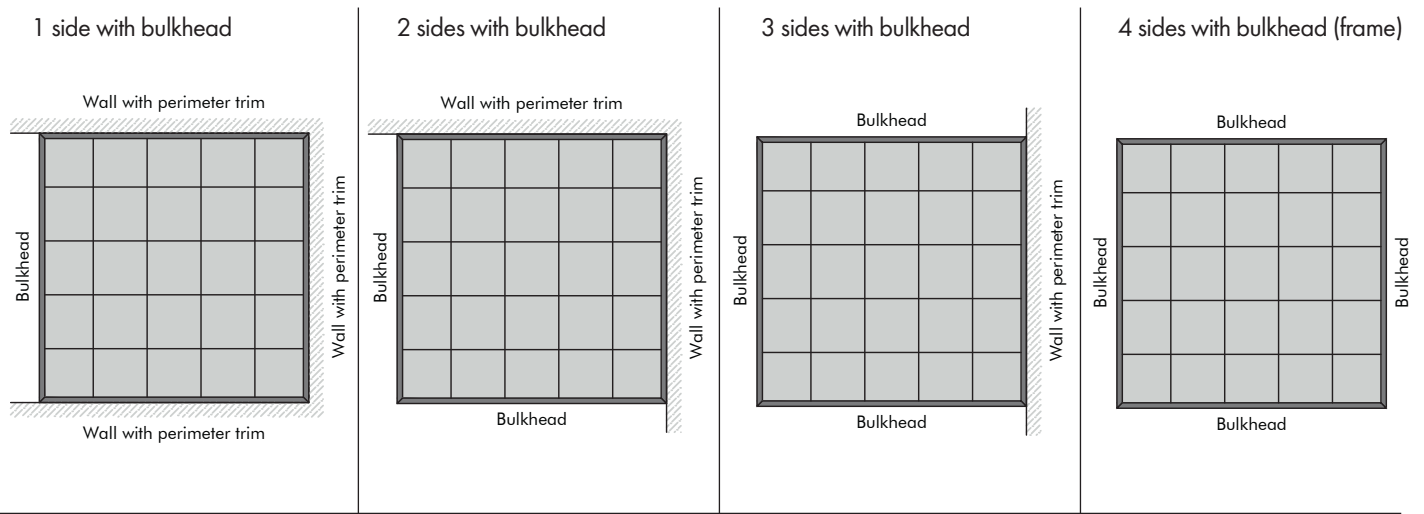 1 side with bulkhead
Wall with perimeter trim
Bulkhead
Wall with perimeter trim
Wall with perimeter trim
2 sides with bulkhead
Wall with perimeter trim
Bulkhead
Wall with perimeter trim
Bulkhead
3 sides with bulkhead
Bulkhead
Bulkhead
Wall with perimeter trim
Bulkhead
4 sides with bulkhead (frame)
Bulkhead
Bulkhead
Bulkhead
Bulkhead